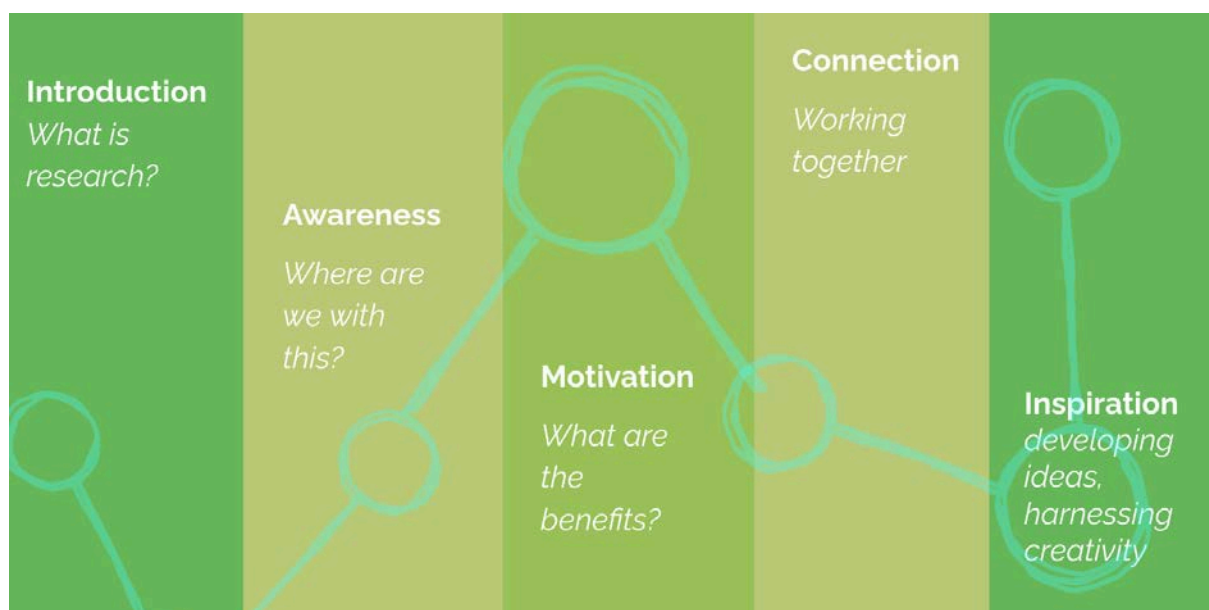 Introduction
What is
research?
Awareness
Where are
we with
this?
Motivation
What are
the
benefits?
Connection
Working
together
Inspiration
developing
ideas,
harnessing
creativity